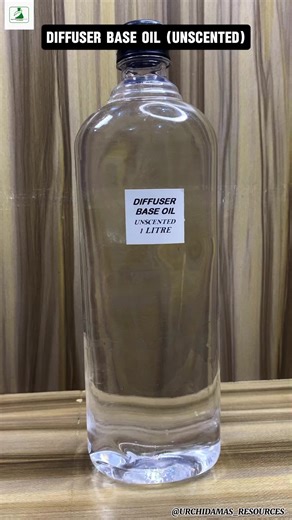 DIFFUSER BASE OIL (UNSCENTED)
DIFFUSER
BASE OIL
UNSCENTED
1 LITRE
@URCHIDAMAS_RESOURCES